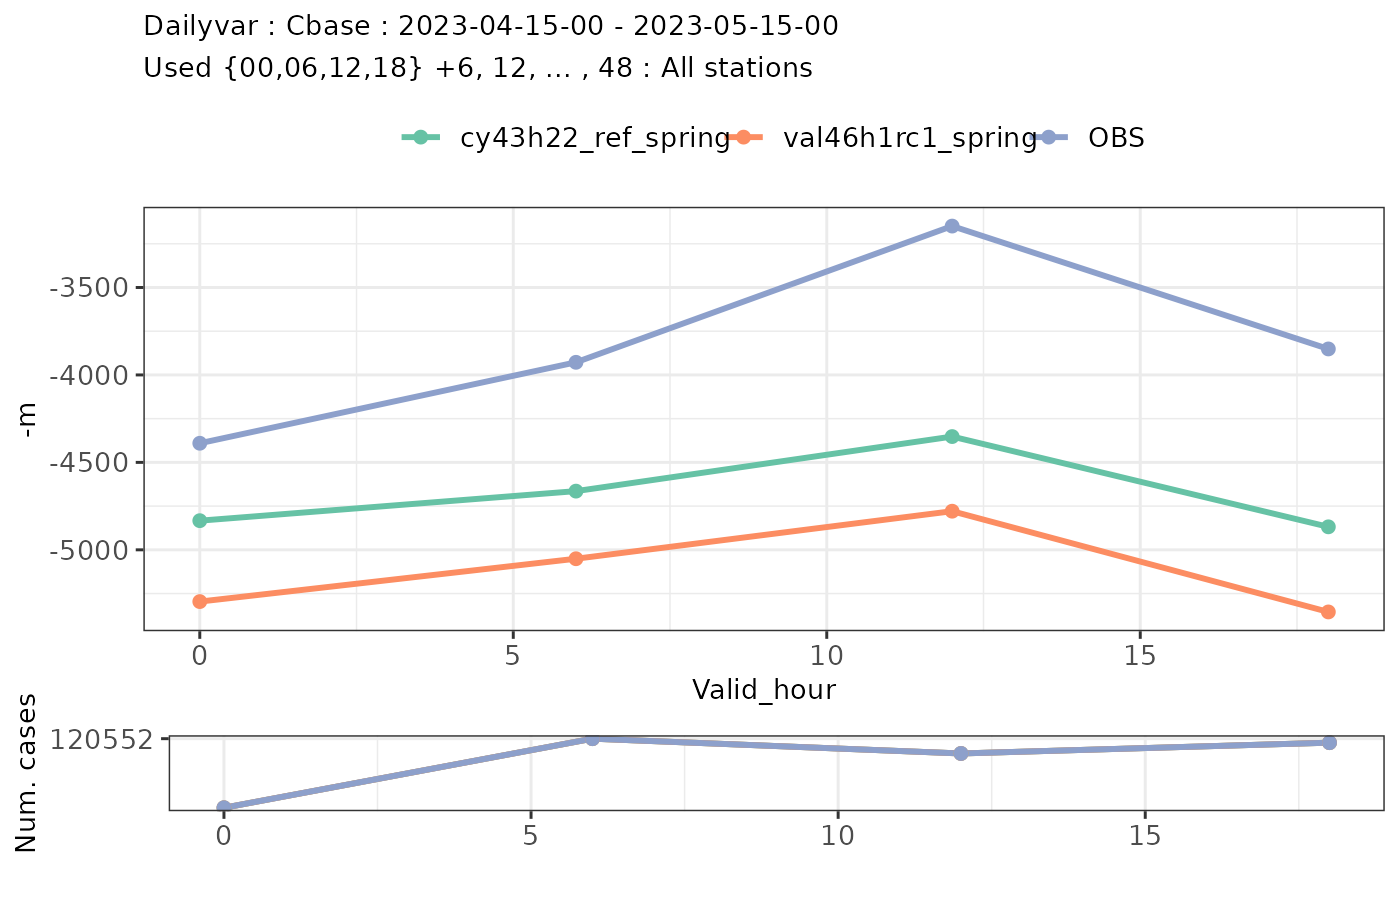 Dailyvar : Cbase : 2023-04-15-00 - 2023-05-15-00
Used {00,06,12,18} +6, 12, ... , 48 : All stations
cy43h22_ref_spring val46h1rc1_spring OBS
-3500
-4000
-4500
-5000
-m
0 5 10 15
Valid_hour
120552
Num. cases
0 5 10 15